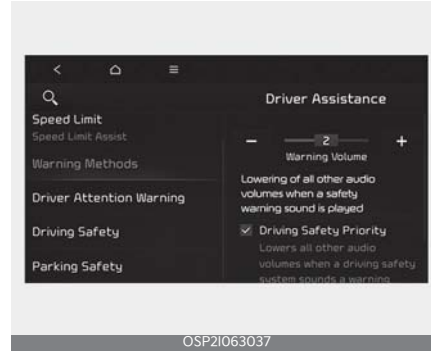 Driver Assistance
Speed Limit
Speed Limit Assist
Warning Methods
Driver Attention Warning
Driving Safety
Parking Safety
− 2 +
Warning Volume
Lowering of all other audio
volumes when a safety
warning sound is played
Driving Safety Priority
Lowers all other audio
volumes when a driving safety
system sounds a warning
OSP2I063037